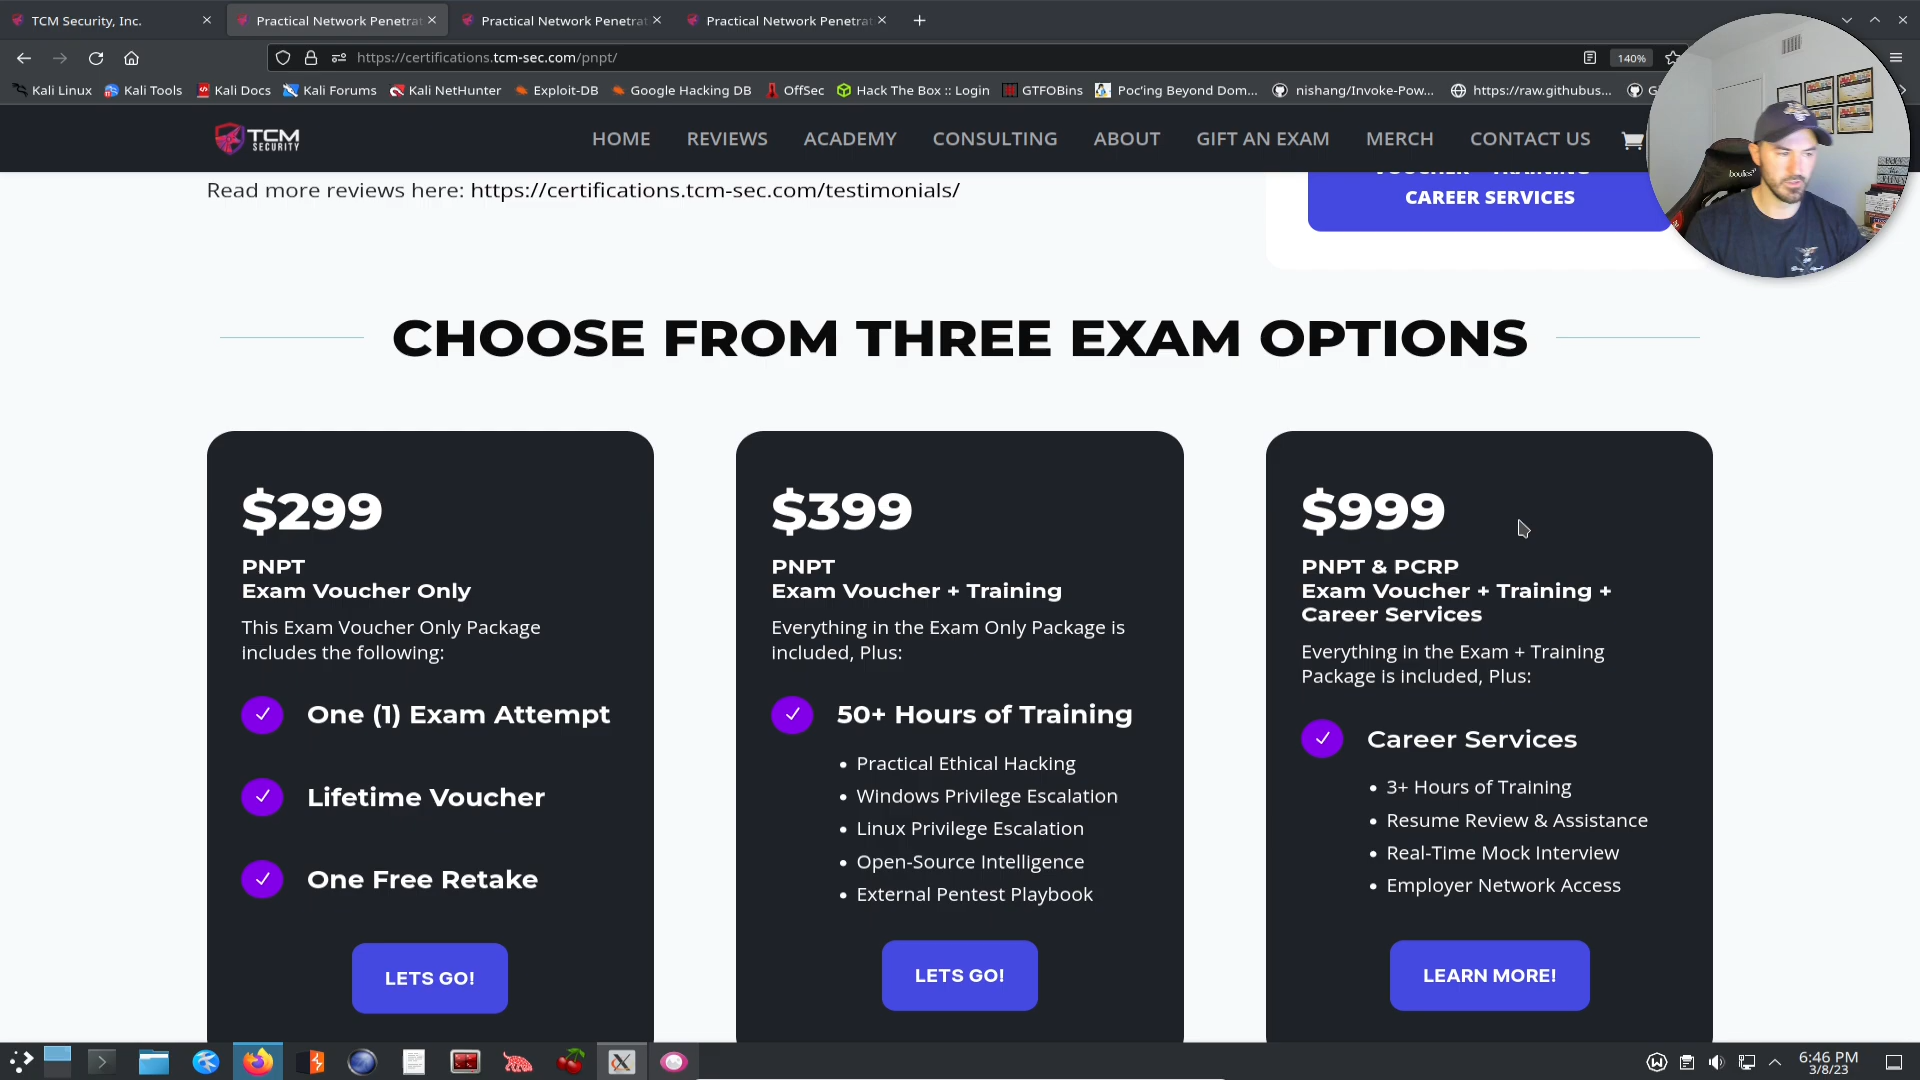 TCM Security, Inc.
Practical Network Penetrat
Practical Network Penetrat
Practical Network Penetrat
https://certifications.tcm-sec.com/pnpt/
140%
Kali Linux
Kali Tools
Kali Docs
Kali Forums
Kali NetHunter
Exploit-DB
Google Hacking DB
OffSec
Hack The Box :: Login
GTFOBins
Poc'ing Beyond Dom...
nishang/Invoke-Pow...
https://raw.githubus...
TCM
SECURITY
HOME
REVIEWS
ACADEMY
CONSULTING
ABOUT
GIFT AN EXAM
MERCH
CONTACT US
Read more reviews here: https://certifications.tcm-sec.com/testimonials/
CAREER SERVICES
CHOOSE FROM THREE EXAM OPTIONS
$299
PNPT
Exam Voucher Only
This Exam Voucher Only Package
includes the following:
One (1) Exam Attempt
Lifetime Voucher
One Free Retake
LETS GO!
$399
PNPT
Exam Voucher + Training
Everything in the Exam Only Package is
included, Plus:
50+ Hours of Training
Practical Ethical Hacking
Windows Privilege Escalation
Linux Privilege Escalation
Open-Source Intelligence
External Pentest Playbook
LETS GO!
$999
PNPT & PCRP
Exam Voucher + Training +
Career Services
Everything in the Exam + Training
Package is included, Plus:
Career Services
3+ Hours of Training
Resume Review & Assistance
Real-Time Mock Interview
Employer Network Access
LEARN MORE!
6:46 PM
3/8/23